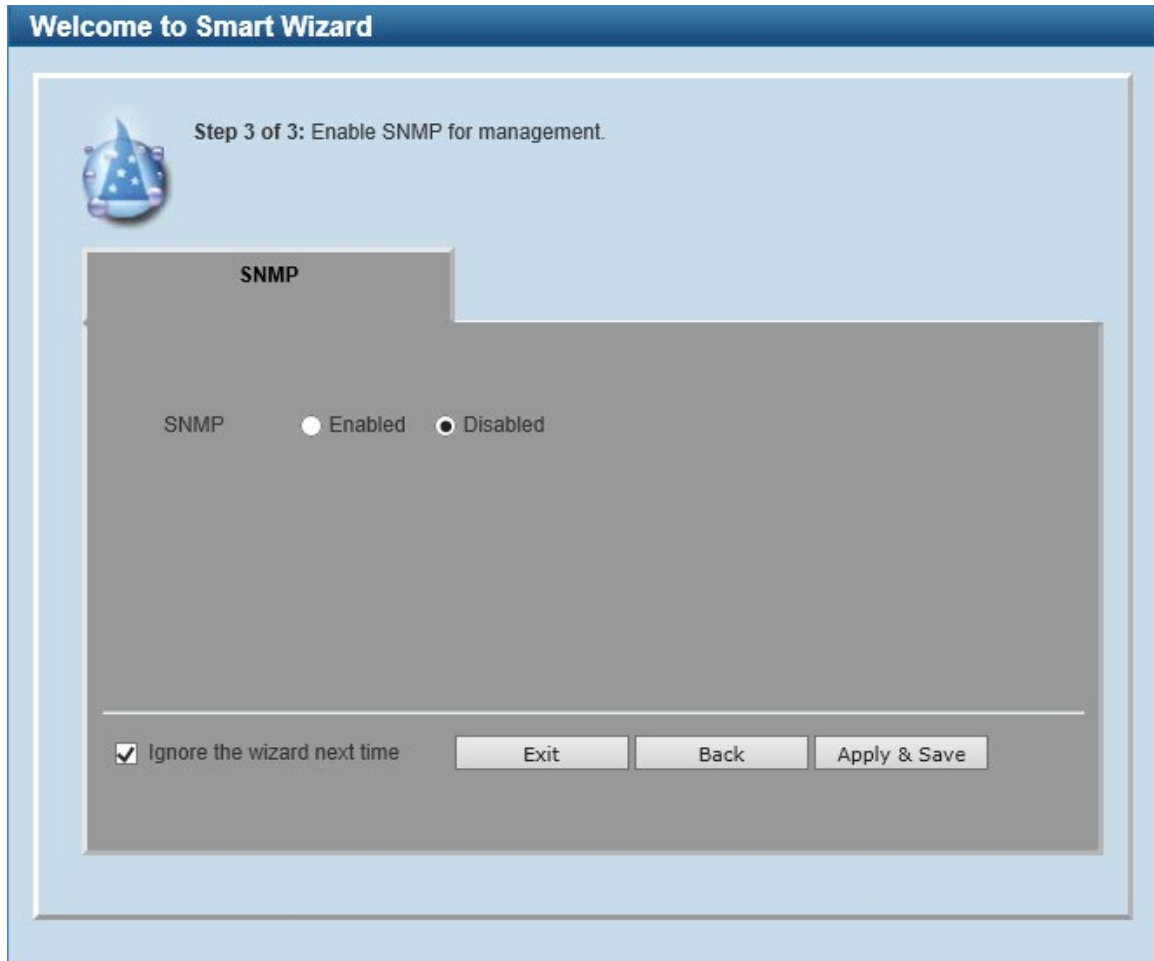 Welcome to Smart Wizard
Step 3 of 3: Enable SNMP for management.
SNMP
SNMP Enabled Disabled
Ignore the wizard next time Exit Back Apply & Save